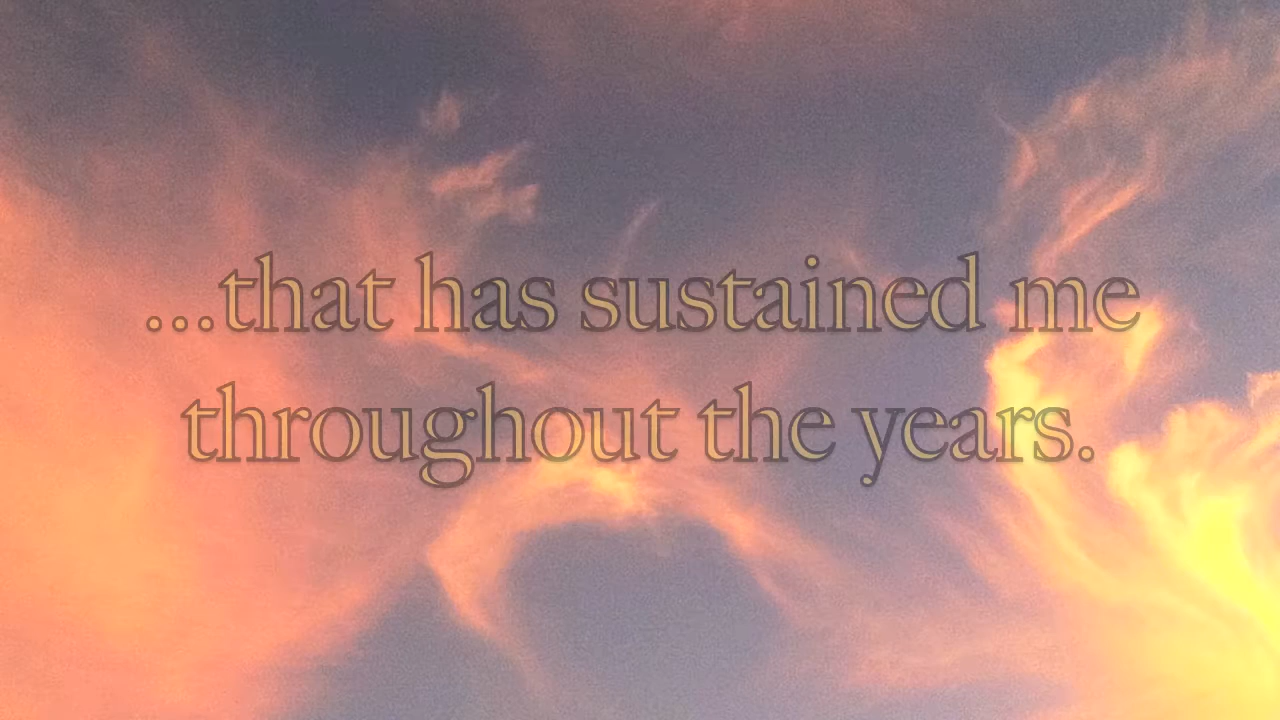 ...that has sustained me
throughout the years.